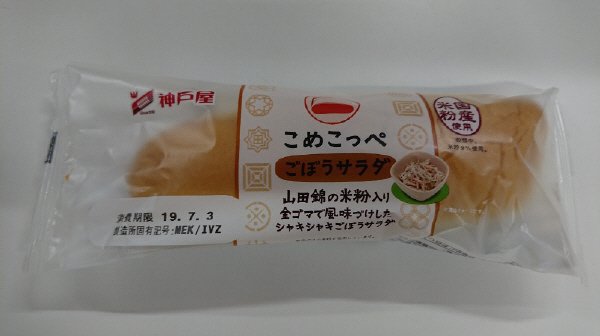 神戸屋
国産
米粉
使用
こめこっぺ
ごぼうサラダ
山田錦の米粉入り
金ゴマで風味づけした
シャキシャキごぼうサラダ
消費期限 19.7.3
製造所固有記号:MEK/IVZ